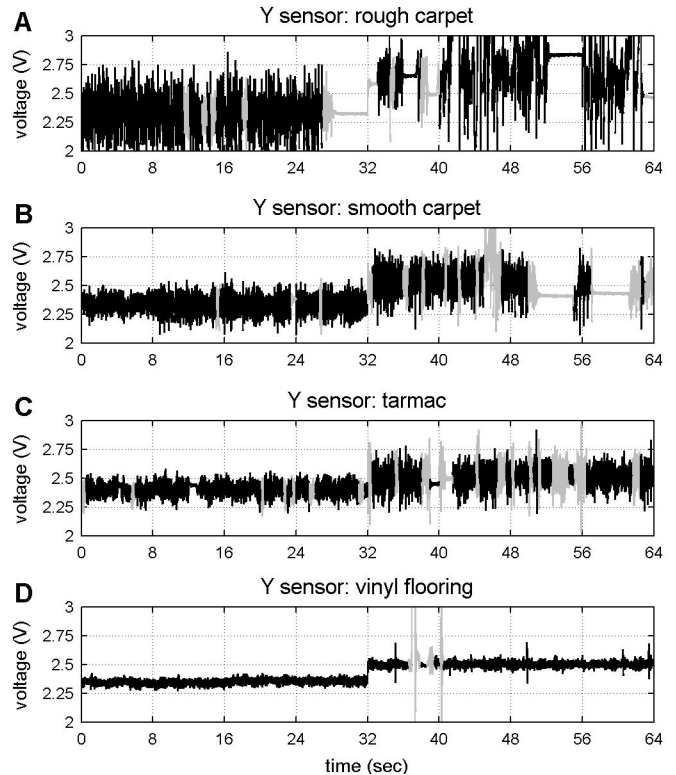 A
Y sensor: rough carpet
voltage (V)
3
2.75
2.5
2.25
2
0 8 16 24 32 40 48 56 64
B
Y sensor: smooth carpet
voltage (V)
3
2.75
2.5
2.25
2
0 8 16 24 32 40 48 56 64
C
Y sensor: tarmac
voltage (V)
3
2.75
2.5
2.25
2
0 8 16 24 32 40 48 56 64
D
Y sensor: vinyl flooring
voltage (V)
3
2.75
2.5
2.25
2
0 8 16 24 32 40 48 56 64
time (sec)